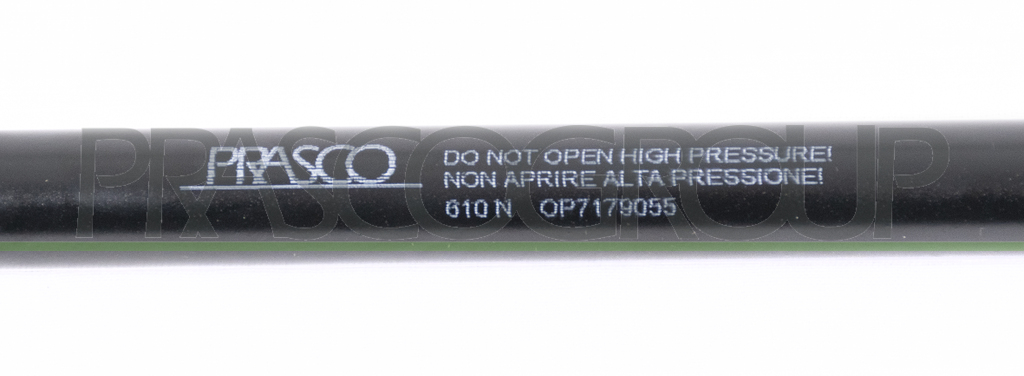 PRASCO
DO NOT OPEN HIGH PRESSURE!
NON APRIRE ALTA PRESSIONE!
610 N OP7179055
PRASCOGROUP